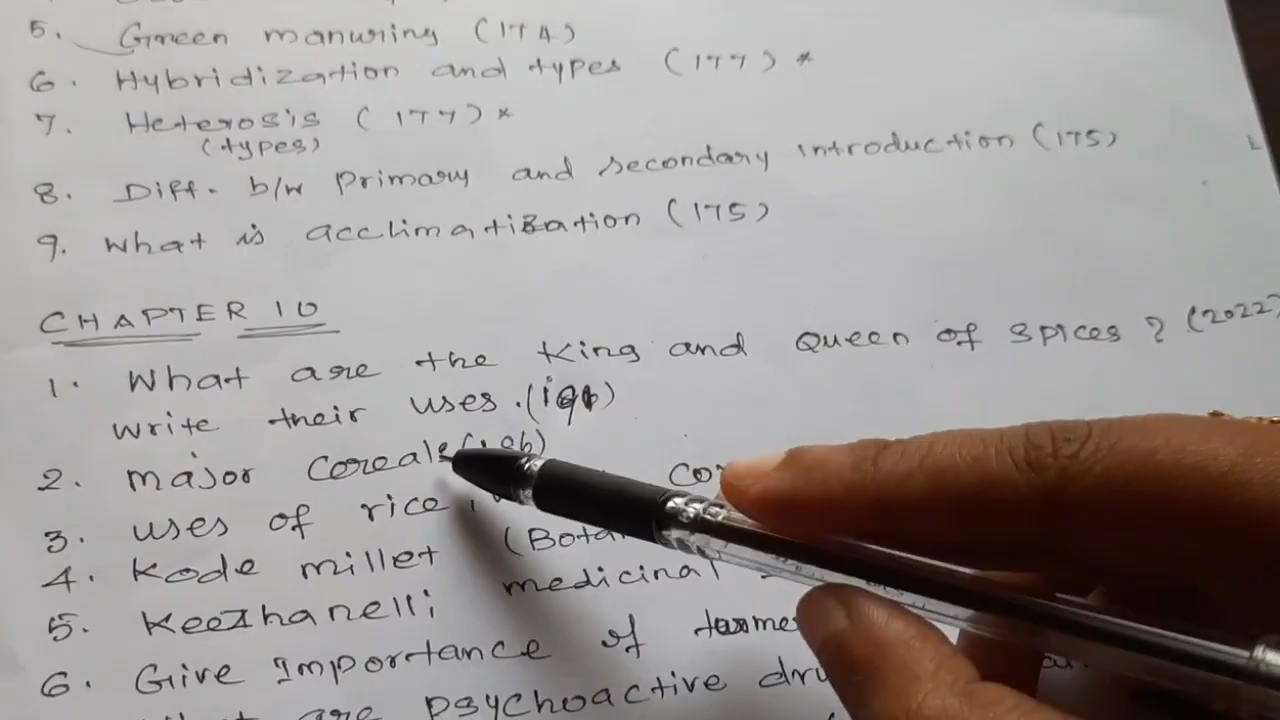 5. Green manuring (174)
6. Hybridization and types (177) *
7. Heterosis (177) *
(types)
8. Diff. b/w primary and secondary introduction (175)
9. What is acclimatization (175)
CHAPTER 10
1. What are the King and Queen of spices? (2022)
write their uses.
2. major cereals
3. uses of rice,
4. Kode millet
5. Keezhanelli medicinal
6. Give Importance of
are psychoactive